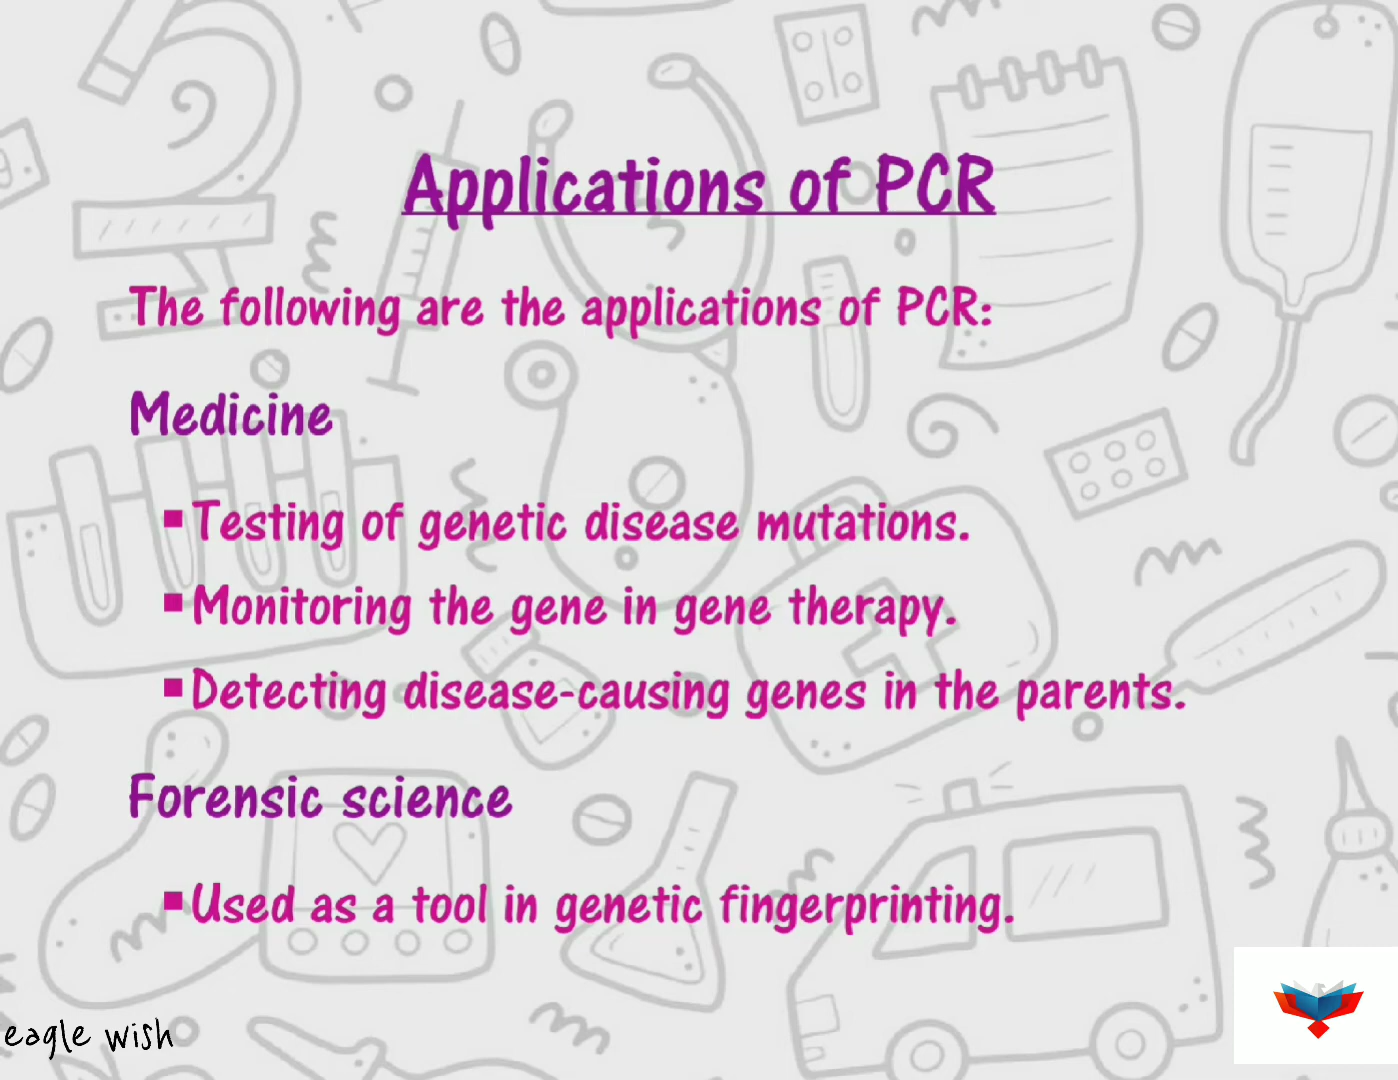 Applications of PCR
The following are the applications of PCR:
Medicine
▪Testing of genetic disease mutations.
▪Monitoring the gene in gene therapy.
▪Detecting disease-causing genes in the parents.
Forensic science
▪Used as a tool in genetic fingerprinting.
eagle wish